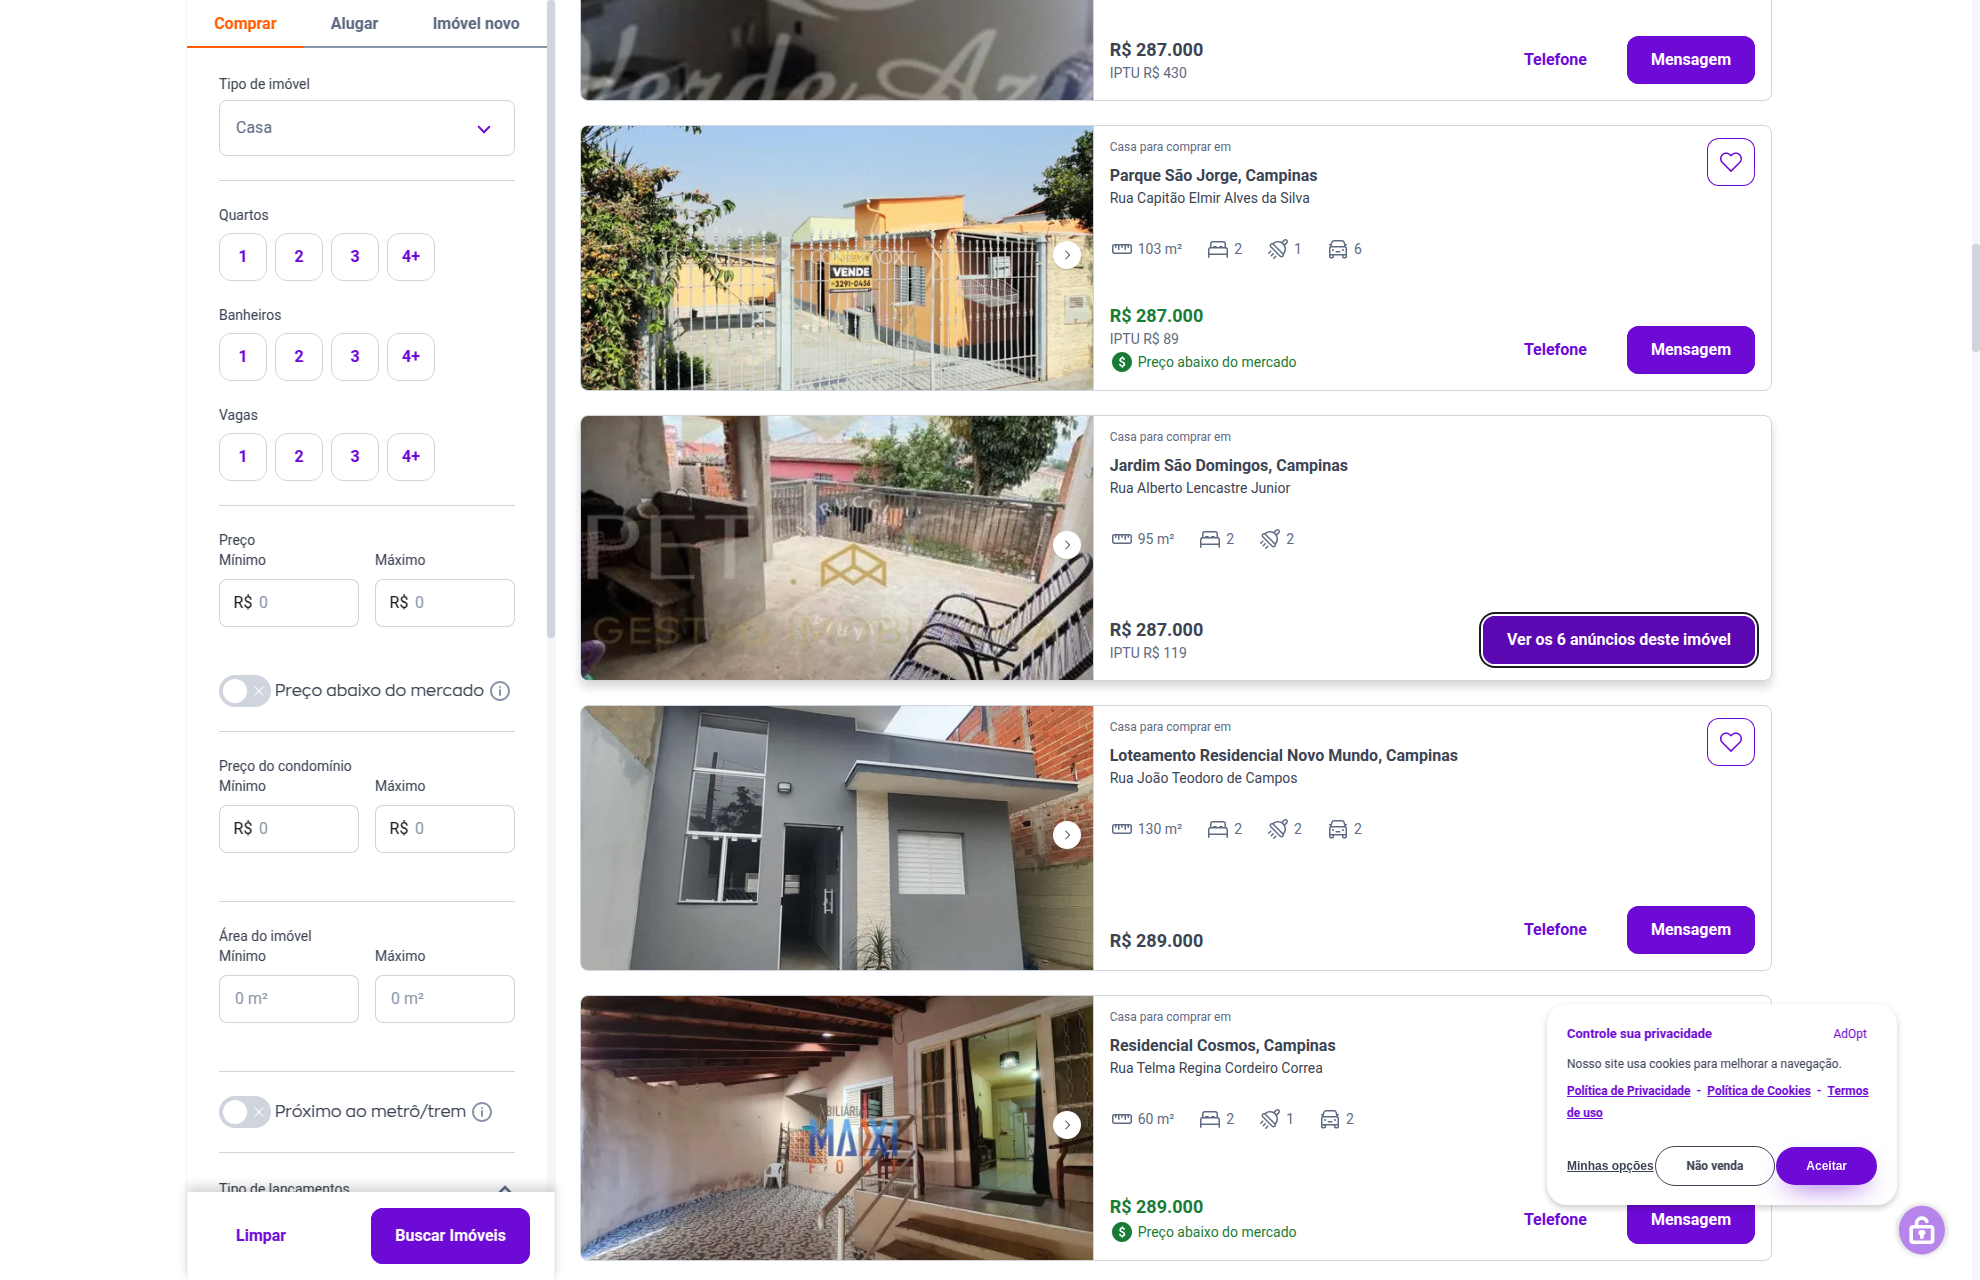 Comprar
Alugar
Imóvel novo
Tipo de imóvel
Casa
Quartos
1
2
3
4+
Banheiros
1
2
3
4+
Vagas
1
2
3
4+
Preço
Mínimo
Máximo
R$ 0
R$ 0
Preço abaixo do mercado
Preço do condomínio
Mínimo
Máximo
R$ 0
R$ 0
Área do imóvel
Mínimo
Máximo
0 m²
0 m²
Próximo ao metrô/trem
Tipo de lançamentos
Limpar
Buscar Imóveis
Verde Az
R$ 287.000
IPTU R$ 430
Telefone
Mensagem
VENDE
3291-0456
Casa para comprar em
Parque São Jorge, Campinas
Rua Capitão Elmir Alves da Silva
103 m²
2
1
6
R$ 287.000
IPTU R$ 89
Preço abaixo do mercado
Telefone
Mensagem
Casa para comprar em
Jardim São Domingos, Campinas
Rua Alberto Lencastre Junior
95 m²
2
2
R$ 287.000
IPTU R$ 119
Ver os 6 anúncios deste imóvel
Casa para comprar em
Loteamento Residencial Novo Mundo, Campinas
Rua João Teodoro de Campos
130 m²
2
2
2
R$ 289.000
Telefone
Mensagem
MAXXI
Casa para comprar em
Residencial Cosmos, Campinas
Rua Telma Regina Cordeiro Correa
60 m²
2
1
2
R$ 289.000
Preço abaixo do mercado
Telefone
Mensagem
Controle sua privacidade
AdOpt
Nosso site usa cookies para melhorar a navegação.
Política de Privacidade - Política de Cookies - Termos
de uso
Minhas opções
Não venda
Aceitar